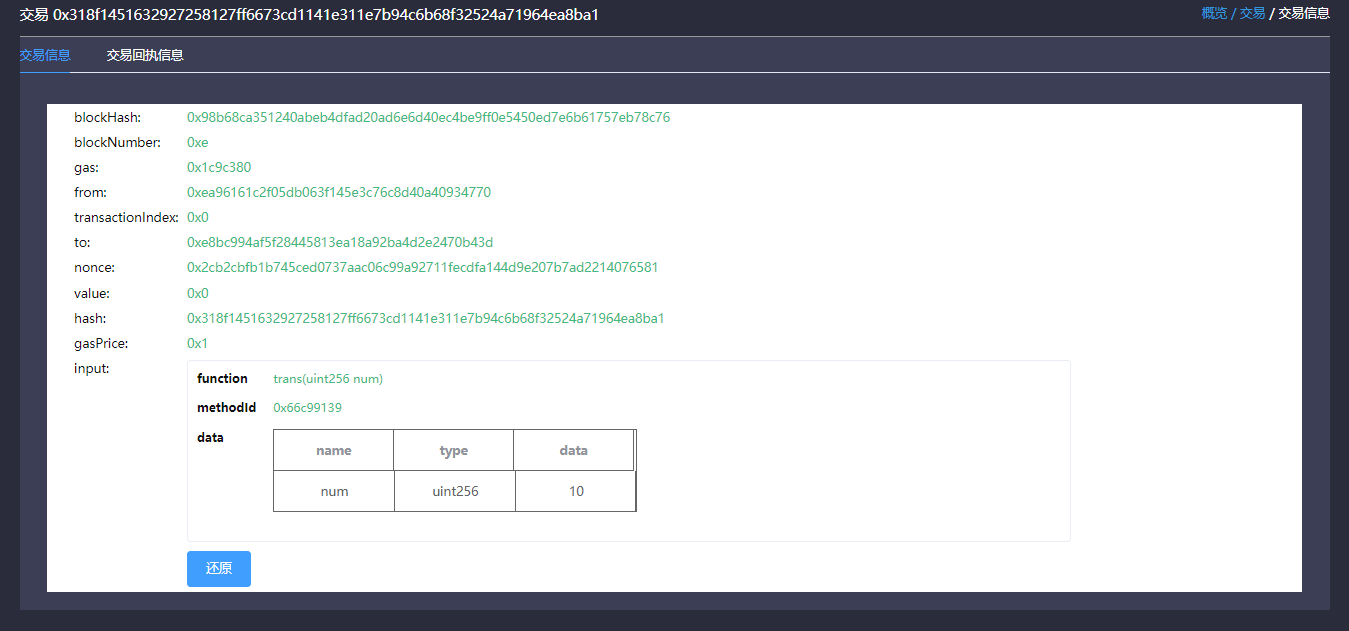 交易 0x318f1451632927258127ff6673cd1141e311e7b94c6b68f32524a71964ea8ba1
概览 / 交易 / 交易信息
交易信息 交易回执信息
blockHash: 0x98b68ca351240abeb4dfad20ad6e6d40ec4be9ff0e5450ed7e6b61757eb78c76
blockNumber: 0xe
gas: 0x1c9c380
from: 0xea96161c2f05db063f145e3c76c8d40a40934770
transactionIndex: 0x0
to: 0xe8bc994af5f28445813ea18a92ba4d2e2470b43d
nonce: 0x2cb2cbfb1b745ced0737aac06c99a92711fecdfa144d9e207b7ad2214076581
value: 0x0
hash: 0x318f1451632927258127ff6673cd1141e311e7b94c6b68f32524a71964ea8ba1
gasPrice: 0x1
input:
function trans(uint256 num)
methodId 0x66c99139
data
name type data
num uint256 10
还原